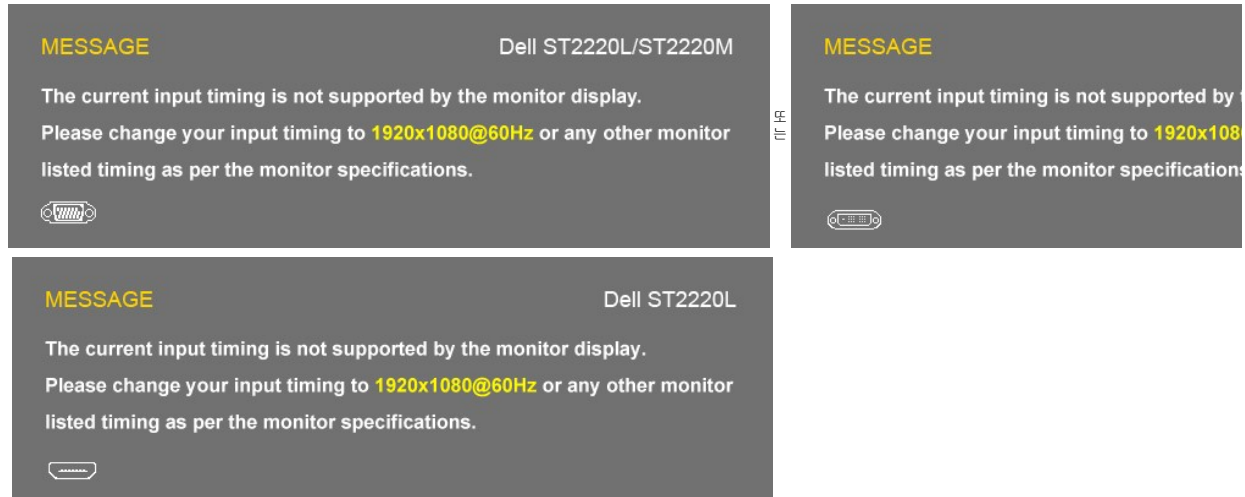 MESSAGE Dell ST2220L/ST2220M
The current input timing is not supported by the monitor display.
Please change your input timing to 1920x1080@60Hz or any other monitor
listed timing as per the monitor specifications.
MESSAGE
The current input timing is not supported by
Please change your input timing to
listed timing as per the monitor
MESSAGE Dell ST2220L
The current input timing is not supported by the monitor display.
Please change your input timing to 1920x1080@60Hz or any other monitor
listed timing as per the monitor specifications.